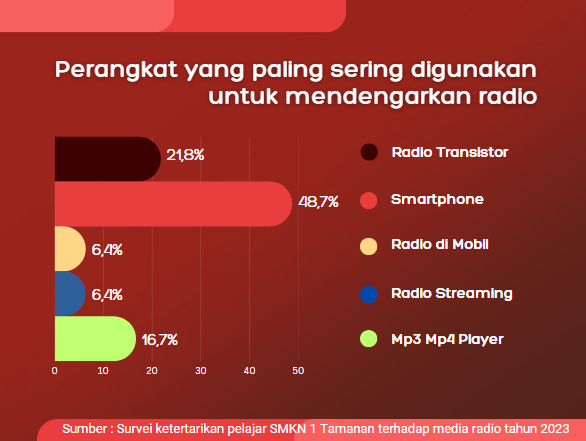 Perangkat yang paling sering digunakan
untuk mendengarkan radio
21,8%
48,7%
6,4%
6,4%
16,7%
0 10 20 30 40 50
Radio Transistor
Smartphone
Radio di Mobil
Radio Streaming
Mp3 Mp4 Player
Sumber : Survei ketertarikan pelajar SMKN 1 Tamanan terhadap media radio tahun 2023